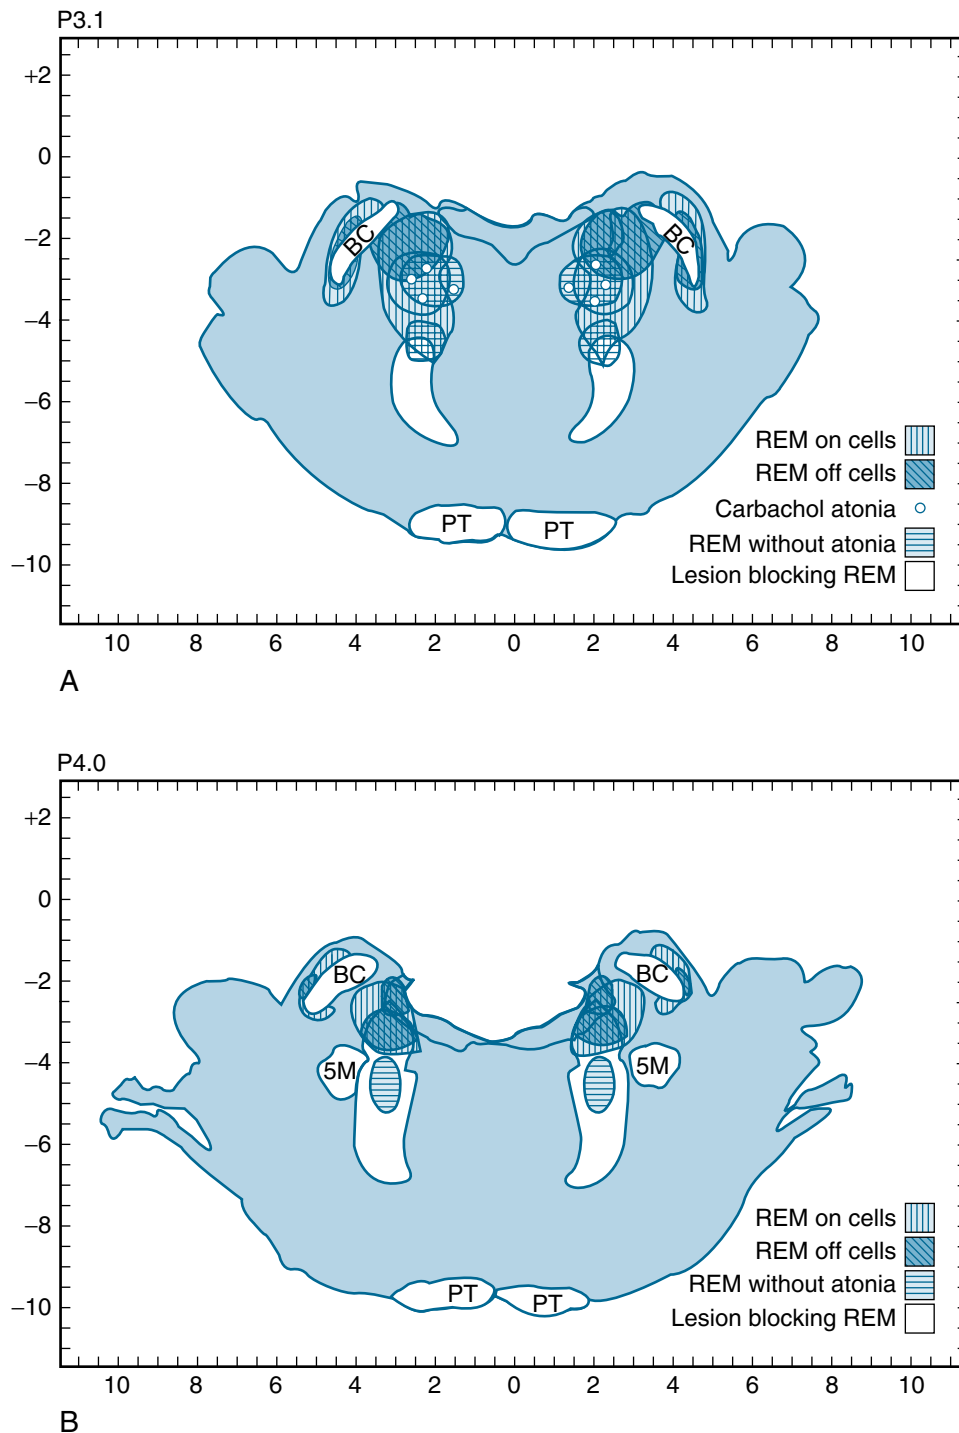 P3.1
+2
0
−2
−4
−6
−8
−10
BC BC
PT PT
REM on cells
REM off cells
Carbachol atonia
REM without atonia
Lesion blocking REM
10 8 6 4 2 0 2 4 6 8 10
A
P4.0
+2
0
−2
−4
−6
−8
−10
BC BC
5M 5M
PT PT
REM on cells
REM off cells
REM without atonia
Lesion blocking REM
10 8 6 4 2 0 2 4 6 8 10
B